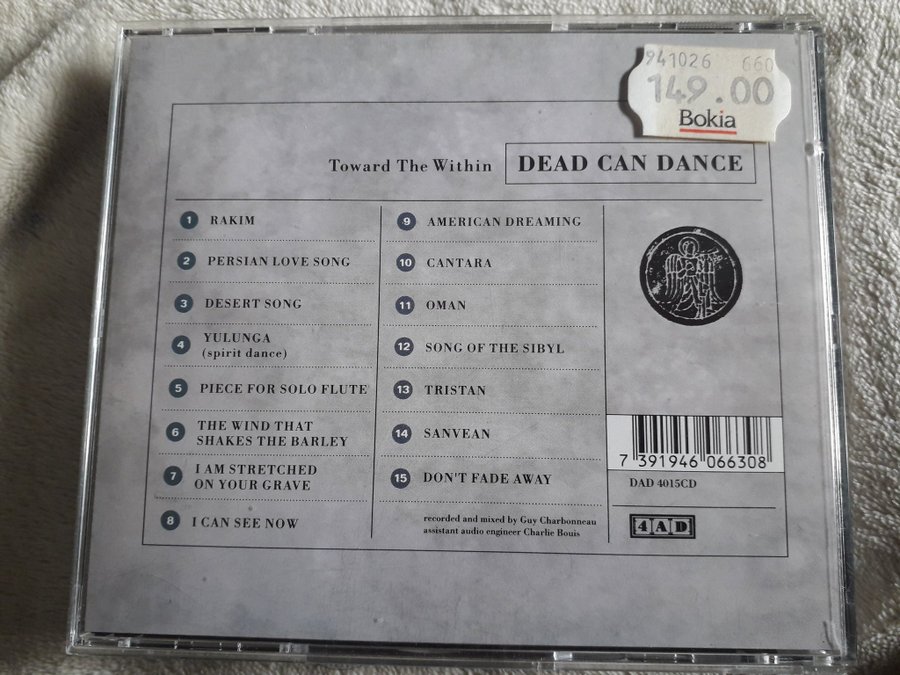 941026 660
149.00
Bokia
Toward The Within DEAD CAN DANCE
1 RAKIM
2 PERSIAN LOVE SONG
3 DESERT SONG
4 YULUNGA
(spirit dance)
5 PIECE FOR SOLO FLUTE
6 THE WIND THAT
SHAKES THE BARLEY
7 I AM STRETCHED
ON YOUR GRAVE
8 I CAN SEE NOW
9 AMERICAN DREAMING
10 CANTARA
11 OMAN
12 SONG OF THE SIBYL
13 TRISTAN
14 SANVEAN
15 DON'T FADE AWAY
recorded and mixed by Guy Charbonneau
assistant audio engineer Charlie Bouis
7 391946 066308
DAD 4015CD
4AD